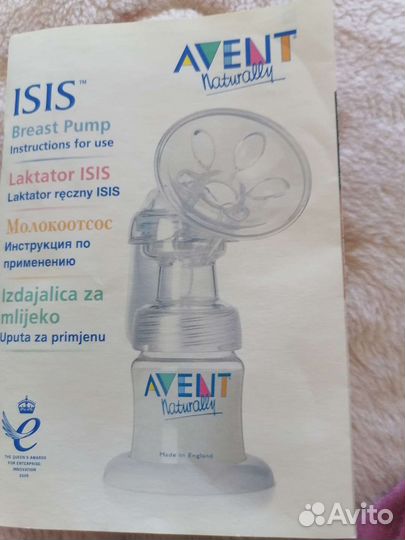 AVENT
Naturally
ISIS™
Breast Pump
Instructions for use
Laktator ISIS
Laktator ręczny ISIS
Молокоотсос
Инструкция по
применению
Izdajalica za
mlijeko
Uputa za primjenu
AVENT
Naturally
Made in England
THE QUEEN'S AWARDS
FOR ENTERPRISE:
INNOVATION
Avito